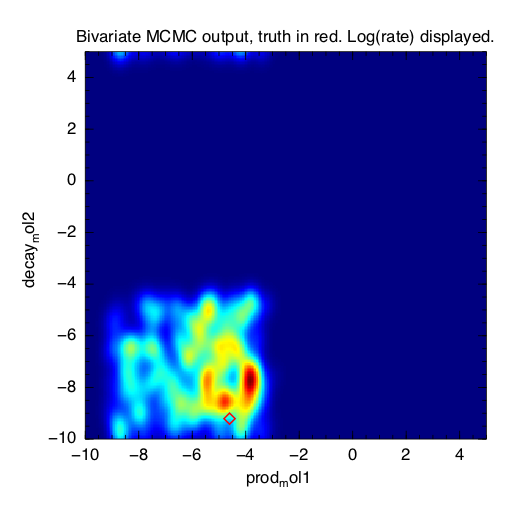 Bivariate MCMC output, truth in red. Log(rate) displayed.
4
2
0
−2
−4
−6
−8
−10
decay_mol2
−10 −8 −6 −4 −2 0 2 4
prod_mol1